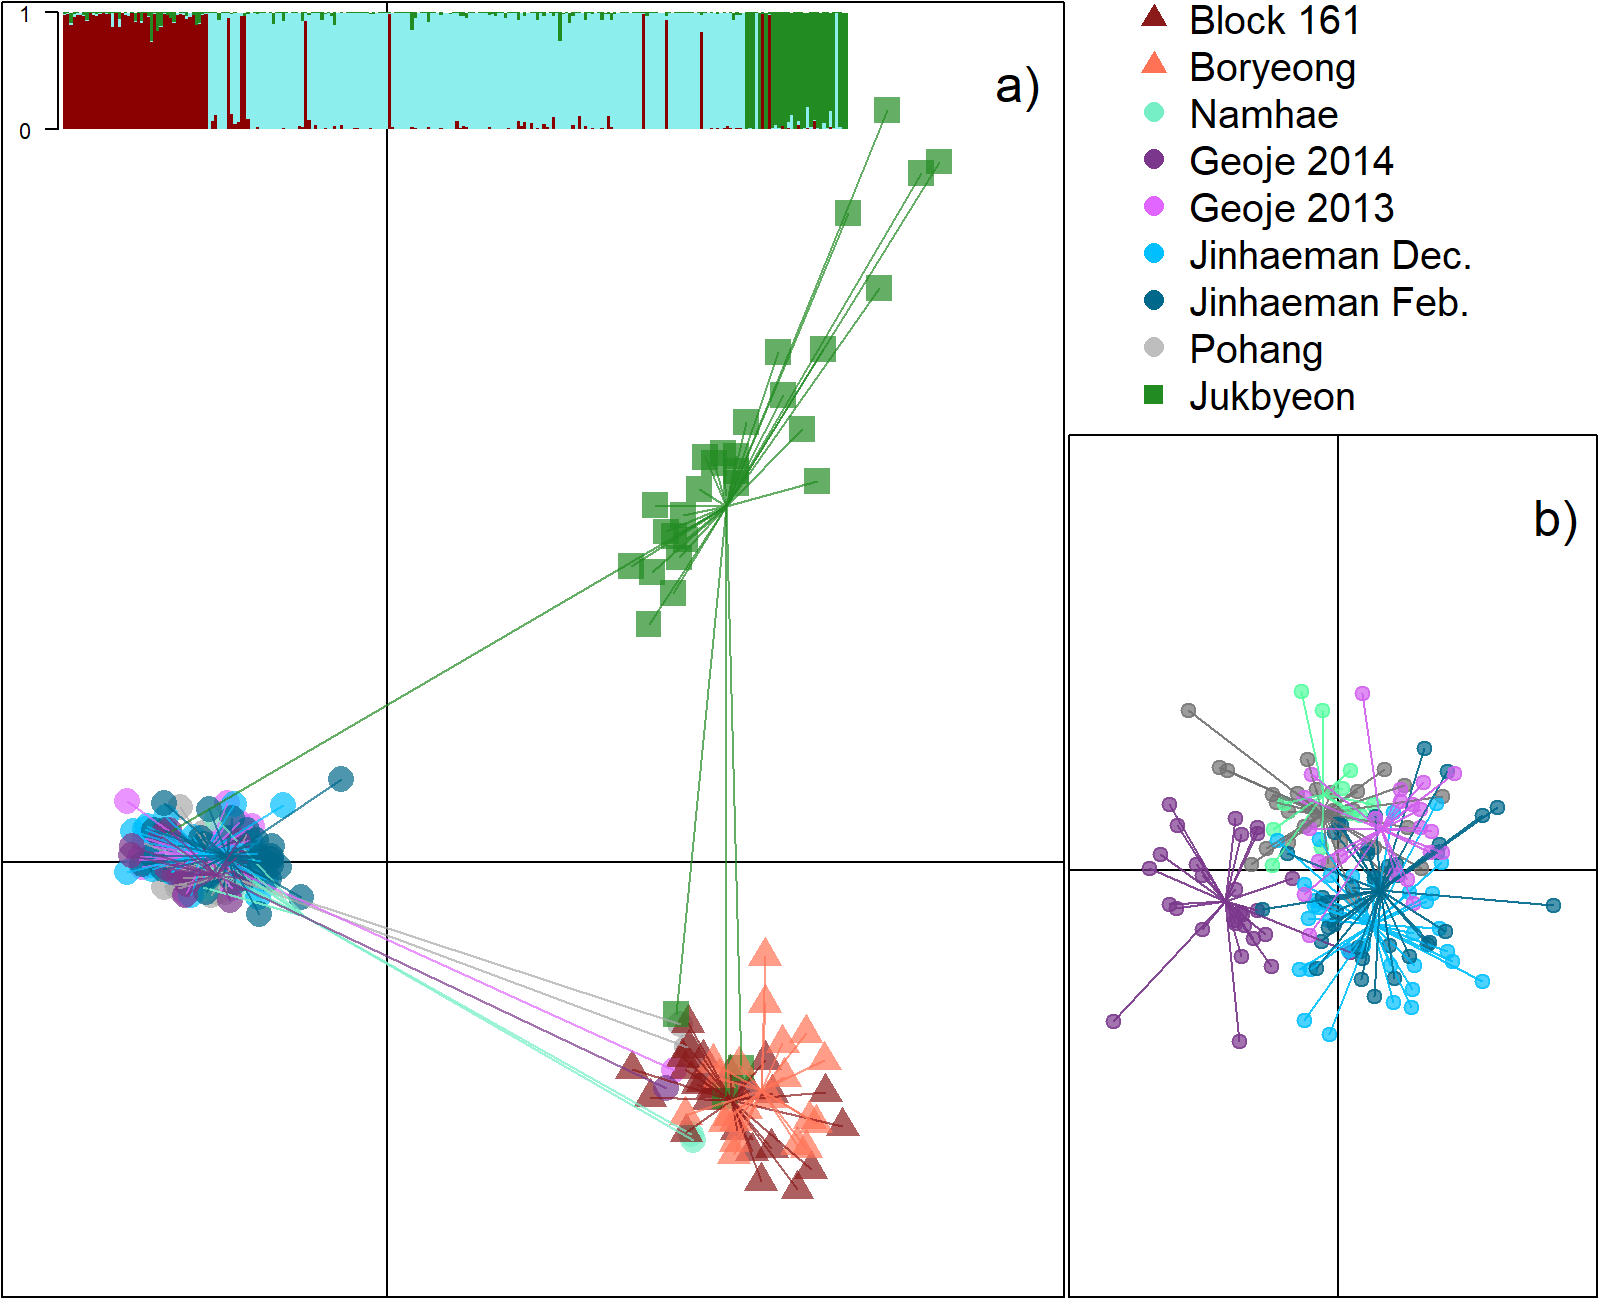 1
0
a)
Block 161
Boryeong
Namhae
Geoje 2014
Geoje 2013
Jinhaeman Dec.
Jinhaeman Feb.
Pohang
Jukbyeon
b)